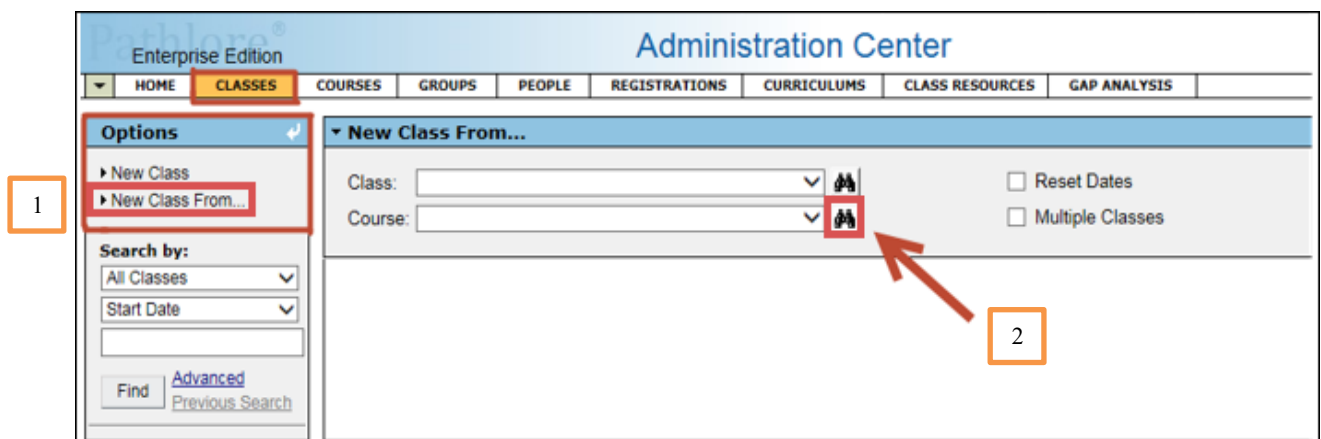 Pathlore®
Enterprise Edition
Administration Center
HOME CLASSES COURSES GROUPS PEOPLE REGISTRATIONS CURRICULUMS CLASS RESOURCES GAP ANALYSIS
Options
New Class
New Class From...
1
Search by:
All Classes
Start Date
Find
Advanced
Previous Search
New Class From...
Class:
Reset Dates
Course:
Multiple Classes
2